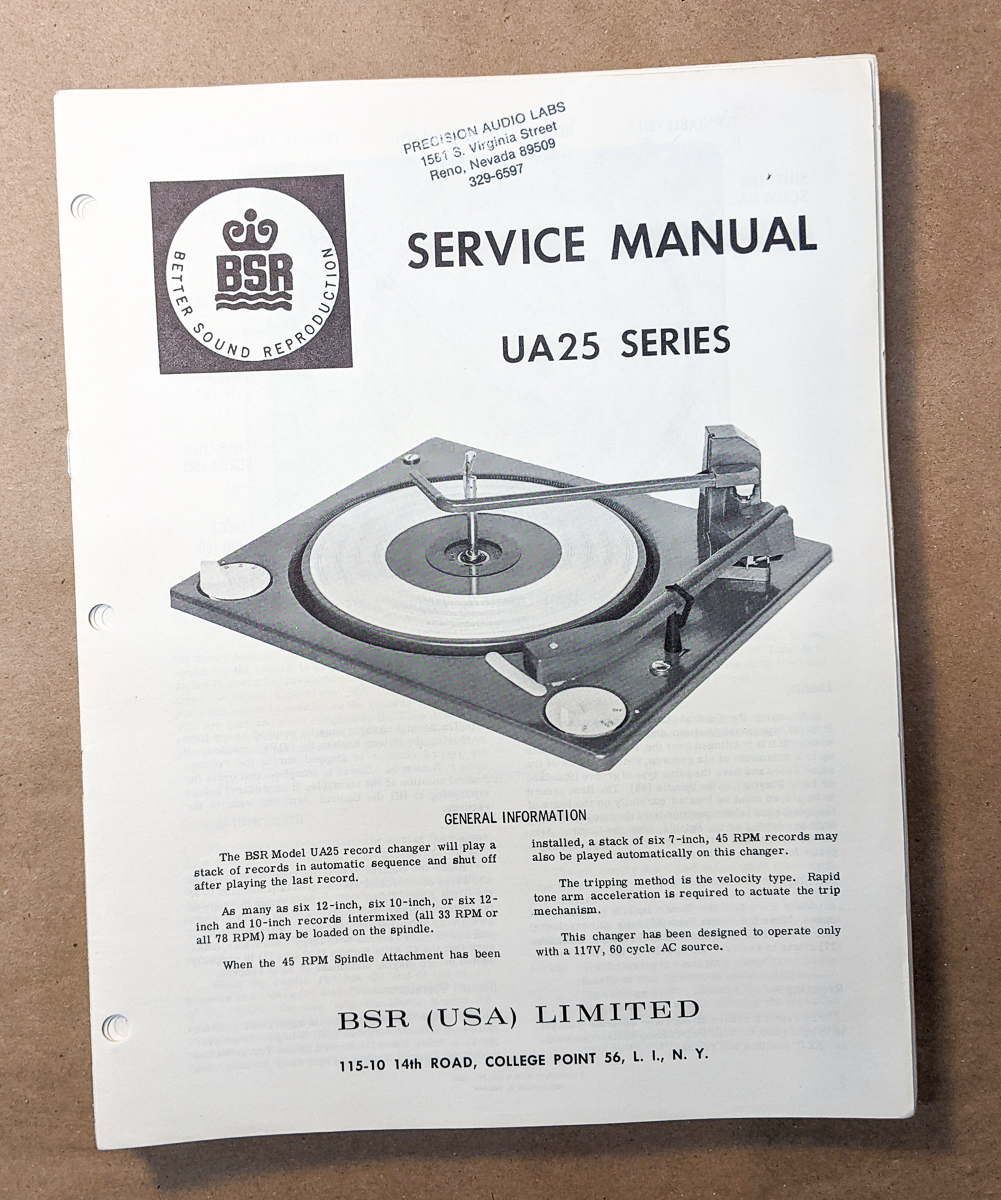 PRECISION AUDIO LABS
1551 S. Virginia Street
Reno, Nevada 89509
329-6597
BSR
BETTER SOUND REPRODUCTION
SERVICE MANUAL
UA25 SERIES
GENERAL INFORMATION
The BSR Model UA25 record changer will play a
stack of records in automatic sequence and shut off
after playing the last record.
As many as six 12-inch, six 10-inch, or six 12-
inch and 10-inch records intermixed (all 33 RPM or
all 78 RPM) may be loaded on the spindle.
When the 45 RPM Spindle Attachment has been
installed, a stack of six 7-inch, 45 RPM records may
also be played automatically on this changer.
The tripping method is the velocity type. Rapid
tone arm acceleration is required to actuate the trip
mechanism.
This changer has been designed to operate only
with a 117V, 60 cycle AC source.
BSR (USA) LIMITED
115-10 14th ROAD, COLLEGE POINT 56, L. I., N. Y.